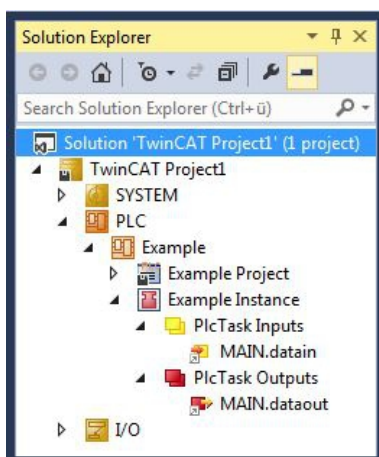 Solution Explorer
Search Solution Explorer (Ctrl+ü)
Solution 'TwinCAT Project1' (1 project)
TwinCAT Project1
SYSTEM
PLC
Example
Example Project
Example Instance
PlcTask Inputs
MAIN.datain
PlcTask Outputs
MAIN.dataout
I/O